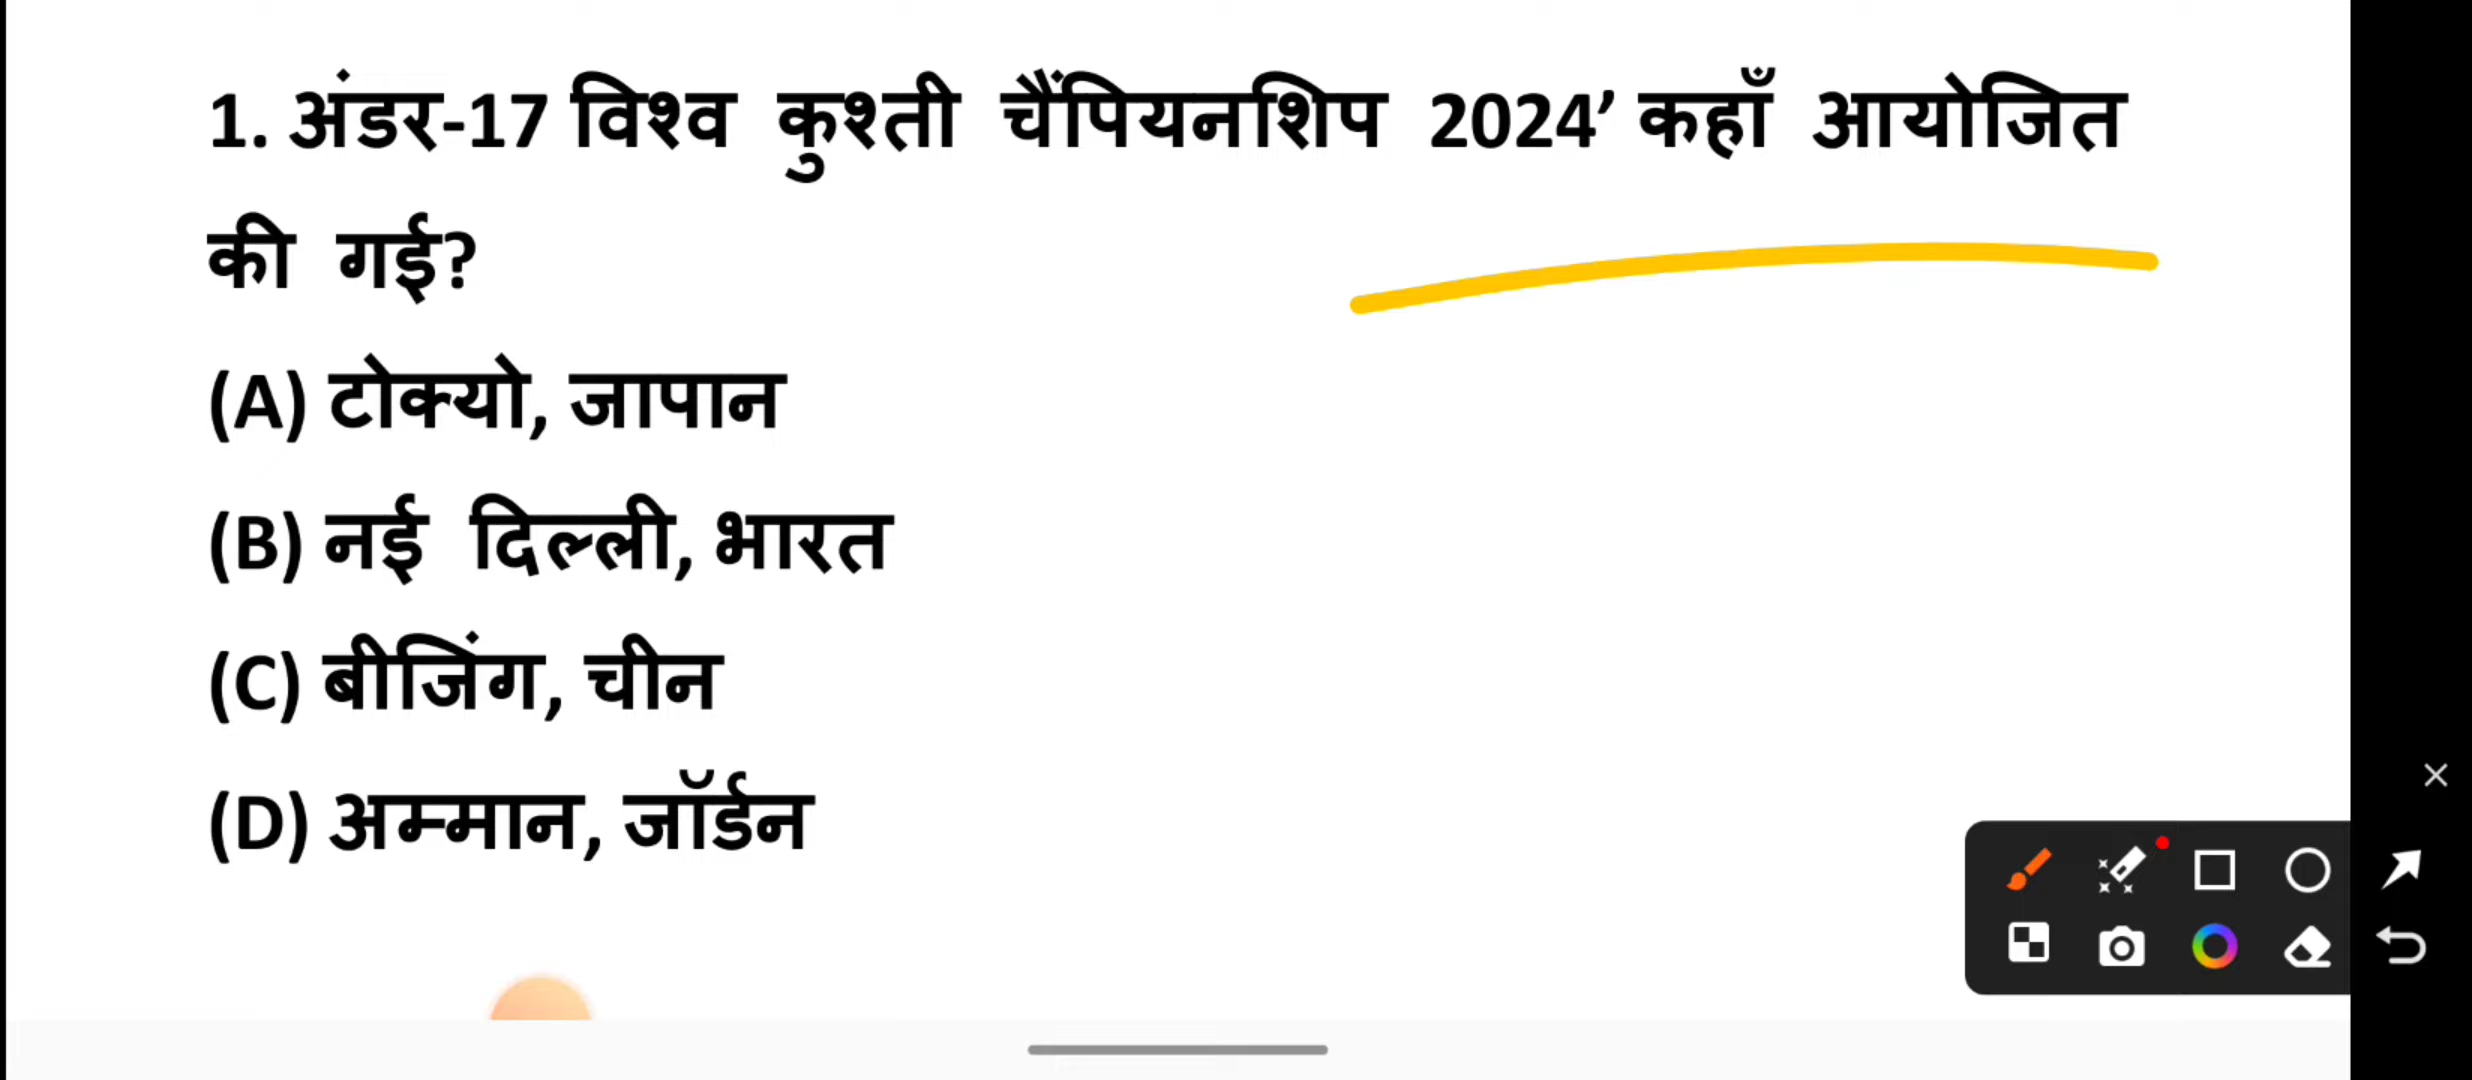 1. अंडर-17 विश्व कुश्ती चैंपियनशिप 2024’ कहाँ आयोजित
की गई?
(A) टोक्यो, जापान
(B) नई दिल्ली, भारत
(C) बीजिंग, चीन
(D) अम्मान, जॉर्डन